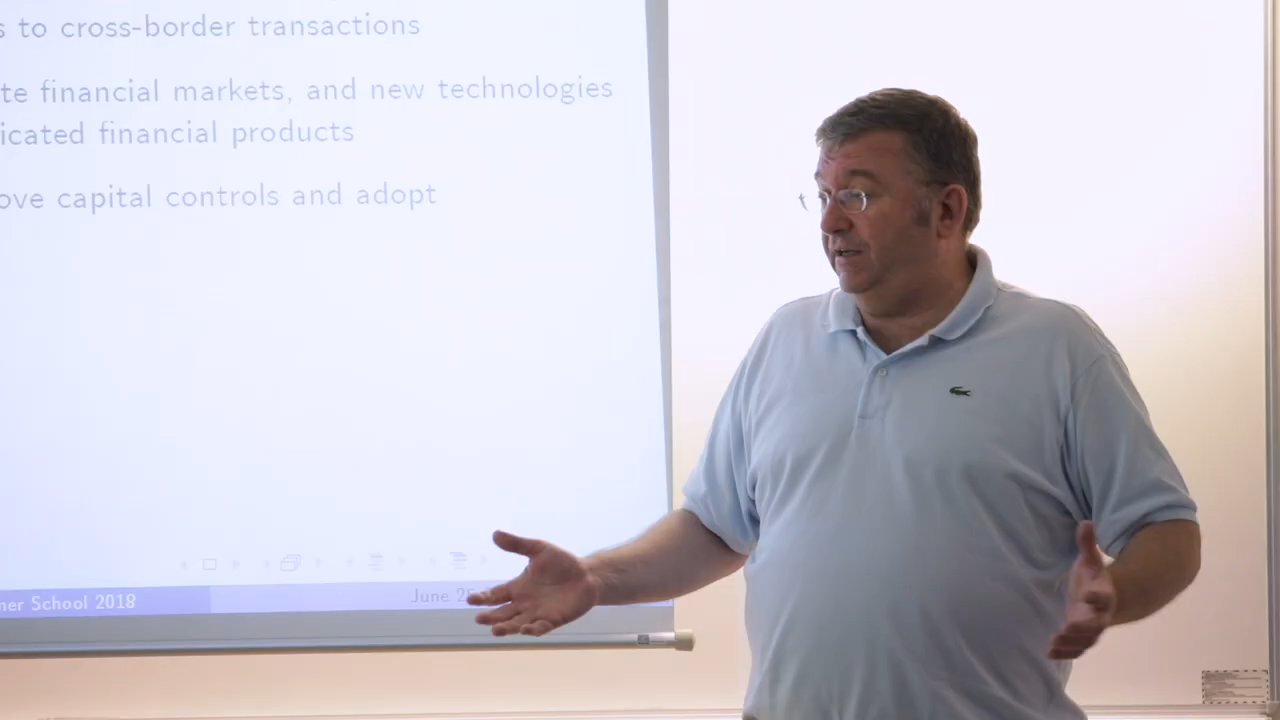 s to cross-border transactions
te financial markets, and new technologies
icated financial products
ove capital controls and adopt
ner School 2018
June 25